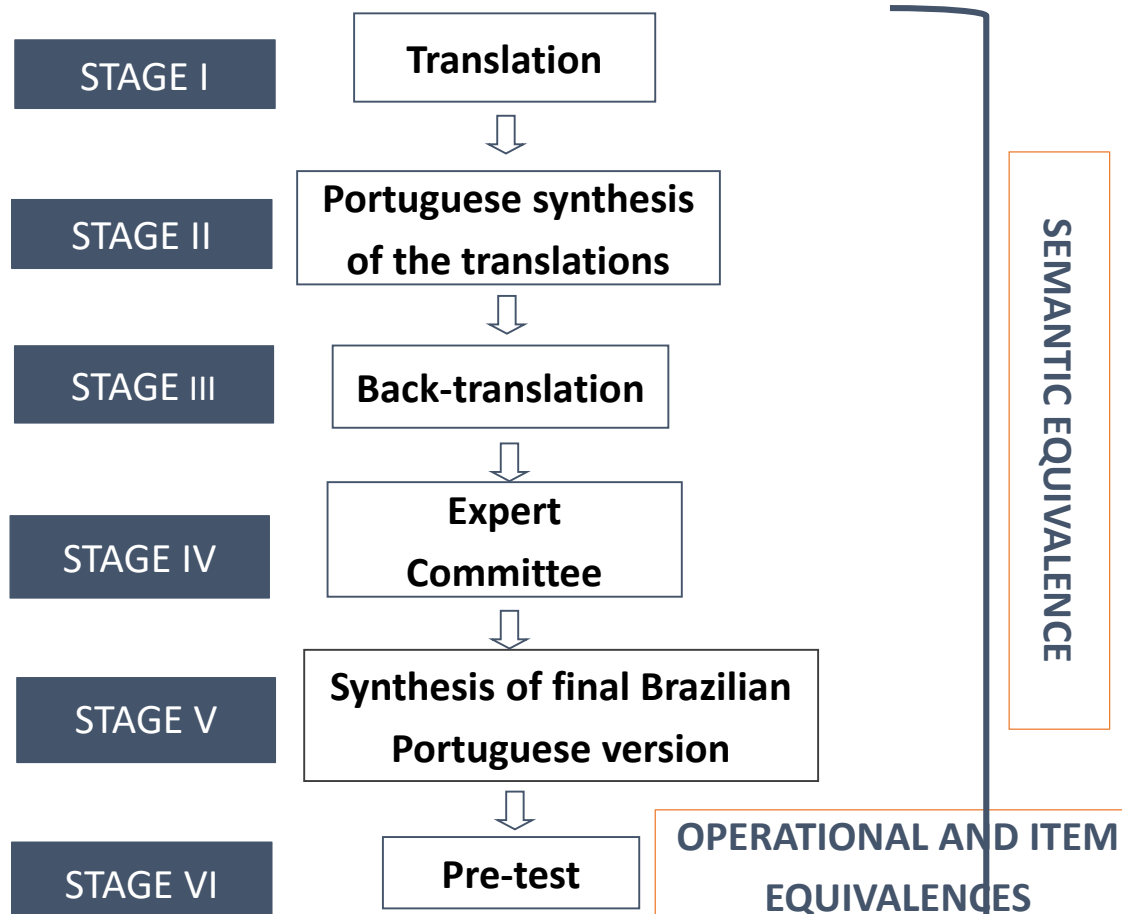 STAGE I
Translation
STAGE II
Portuguese synthesis
of the translations
STAGE III
Back-translation
STAGE IV
Expert
Committee
STAGE V
Synthesis of final Brazilian
Portuguese version
STAGE VI
Pre-test
SEMANTIC EQUIVALENCE
OPERATIONAL AND ITEM
EQUIVALENCES